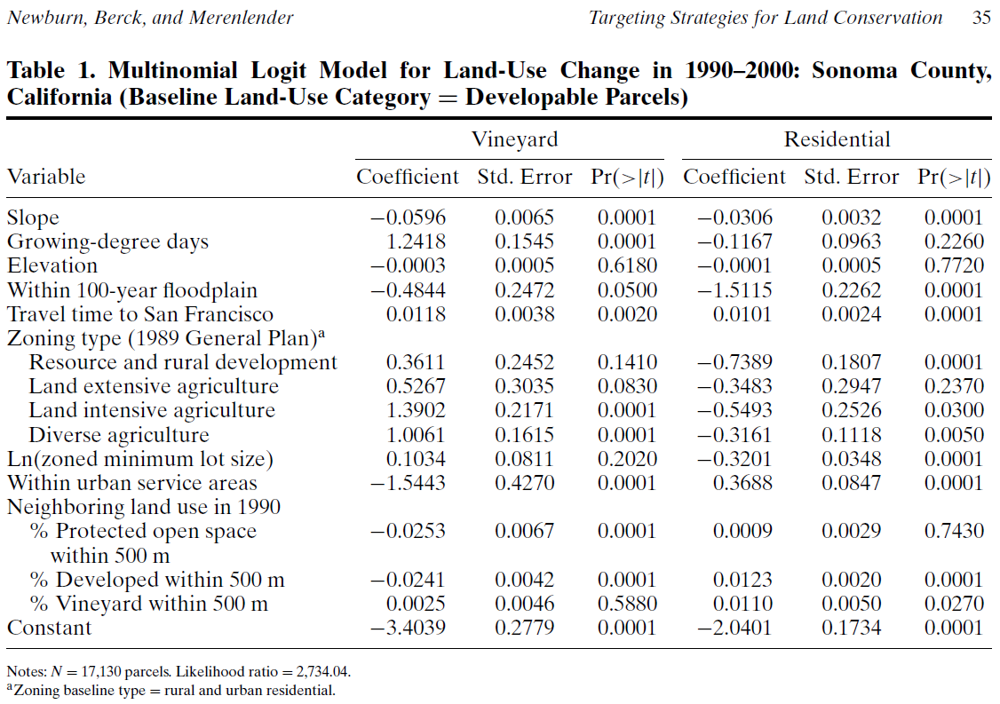 Newburn, Berck, and Merenlender Targeting Strategies for Land Conservation 35
Table 1. Multinomial Logit Model for Land-Use Change in 1990–2000: Sonoma County,
California (Baseline Land-Use Category = Developable Parcels)
Vineyard Residential
Variable Coefficient Std. Error Pr(>|t|) Coefficient Std. Error Pr(>|t|)
Slope −0.0596 0.0065 0.0001 −0.0306 0.0032 0.0001
Growing-degree days 1.2418 0.1545 0.0001 −0.1167 0.0963 0.2260
Elevation −0.0003 0.0005 0.6180 −0.0001 0.0005 0.7720
Within 100-year floodplain −0.4844 0.2472 0.0500 −1.5115 0.2262 0.0001
Travel time to San Francisco 0.0118 0.0038 0.0020 0.0101 0.0024 0.0001
Zoning type (1989 General Plan)a
Resource and rural development 0.3611 0.2452 0.1410 −0.7389 0.1807 0.0001
Land extensive agriculture 0.5267 0.3035 0.0830 −0.3483 0.2947 0.2370
Land intensive agriculture 1.3902 0.2171 0.0001 −0.5493 0.2526 0.0300
Diverse agriculture 1.0061 0.1615 0.0001 −0.3161 0.1118 0.0050
Ln(zoned minimum lot size) 0.1034 0.0811 0.2020 −0.3201 0.0348 0.0001
Within urban service areas −1.5443 0.4270 0.0001 0.3688 0.0847 0.0001
Neighboring land use in 1990
% Protected open space −0.0253 0.0067 0.0001 0.0009 0.0029 0.7430
within 500 m
% Developed within 500 m −0.0241 0.0042 0.0001 0.0123 0.0020 0.0001
% Vineyard within 500 m 0.0025 0.0046 0.5880 0.0110 0.0050 0.0270
Constant −3.4039 0.2779 0.0001 −2.0401 0.1734 0.0001
Notes: N = 17,130 parcels. Likelihood ratio = 2,734.04.
aZoning baseline type = rural and urban residential.